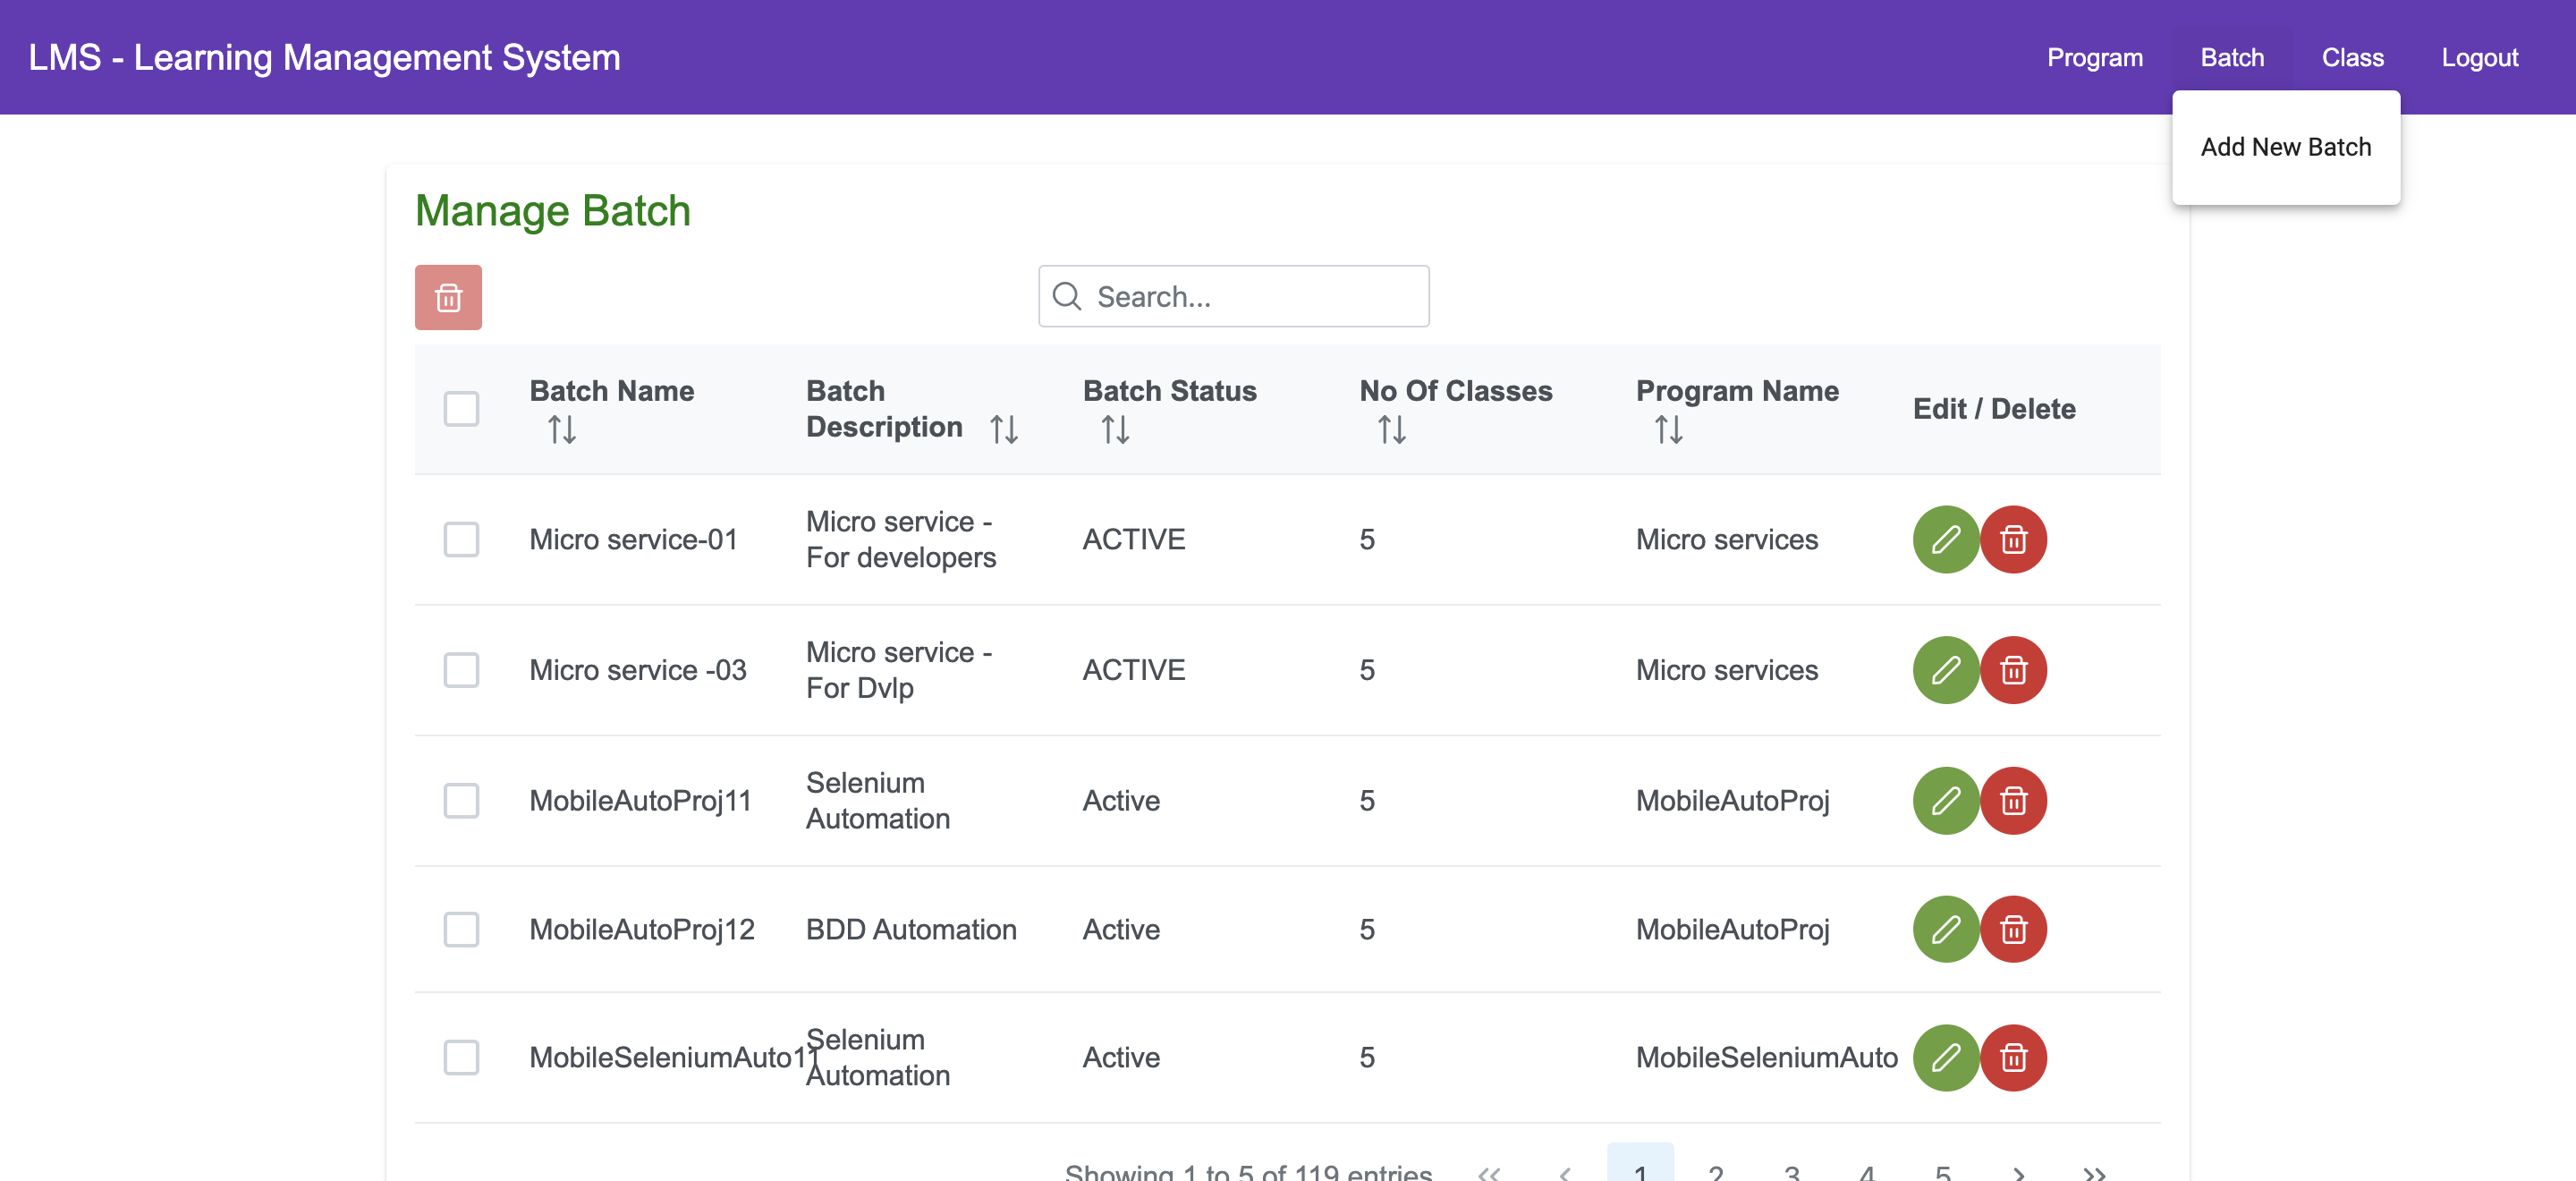 LMS - Learning Management System
Program Batch Class Logout
Add New Batch
Manage Batch
Search...
Batch Name Batch Description Batch Status No Of Classes Program Name Edit / Delete
Micro service-01 Micro service - For developers ACTIVE 5 Micro services
Micro service -03 Micro service - For Dvlp ACTIVE 5 Micro services
MobileAutoProj11 Selenium Automation Active 5 MobileAutoProj
MobileAutoProj12 BDD Automation Active 5 MobileAutoProj
MobileSeleniumAuto11 Selenium Automation Active 5 MobileSeleniumAuto
Showing 1 to 5 of 119 entries << < 1 2 3 4 5 > >>